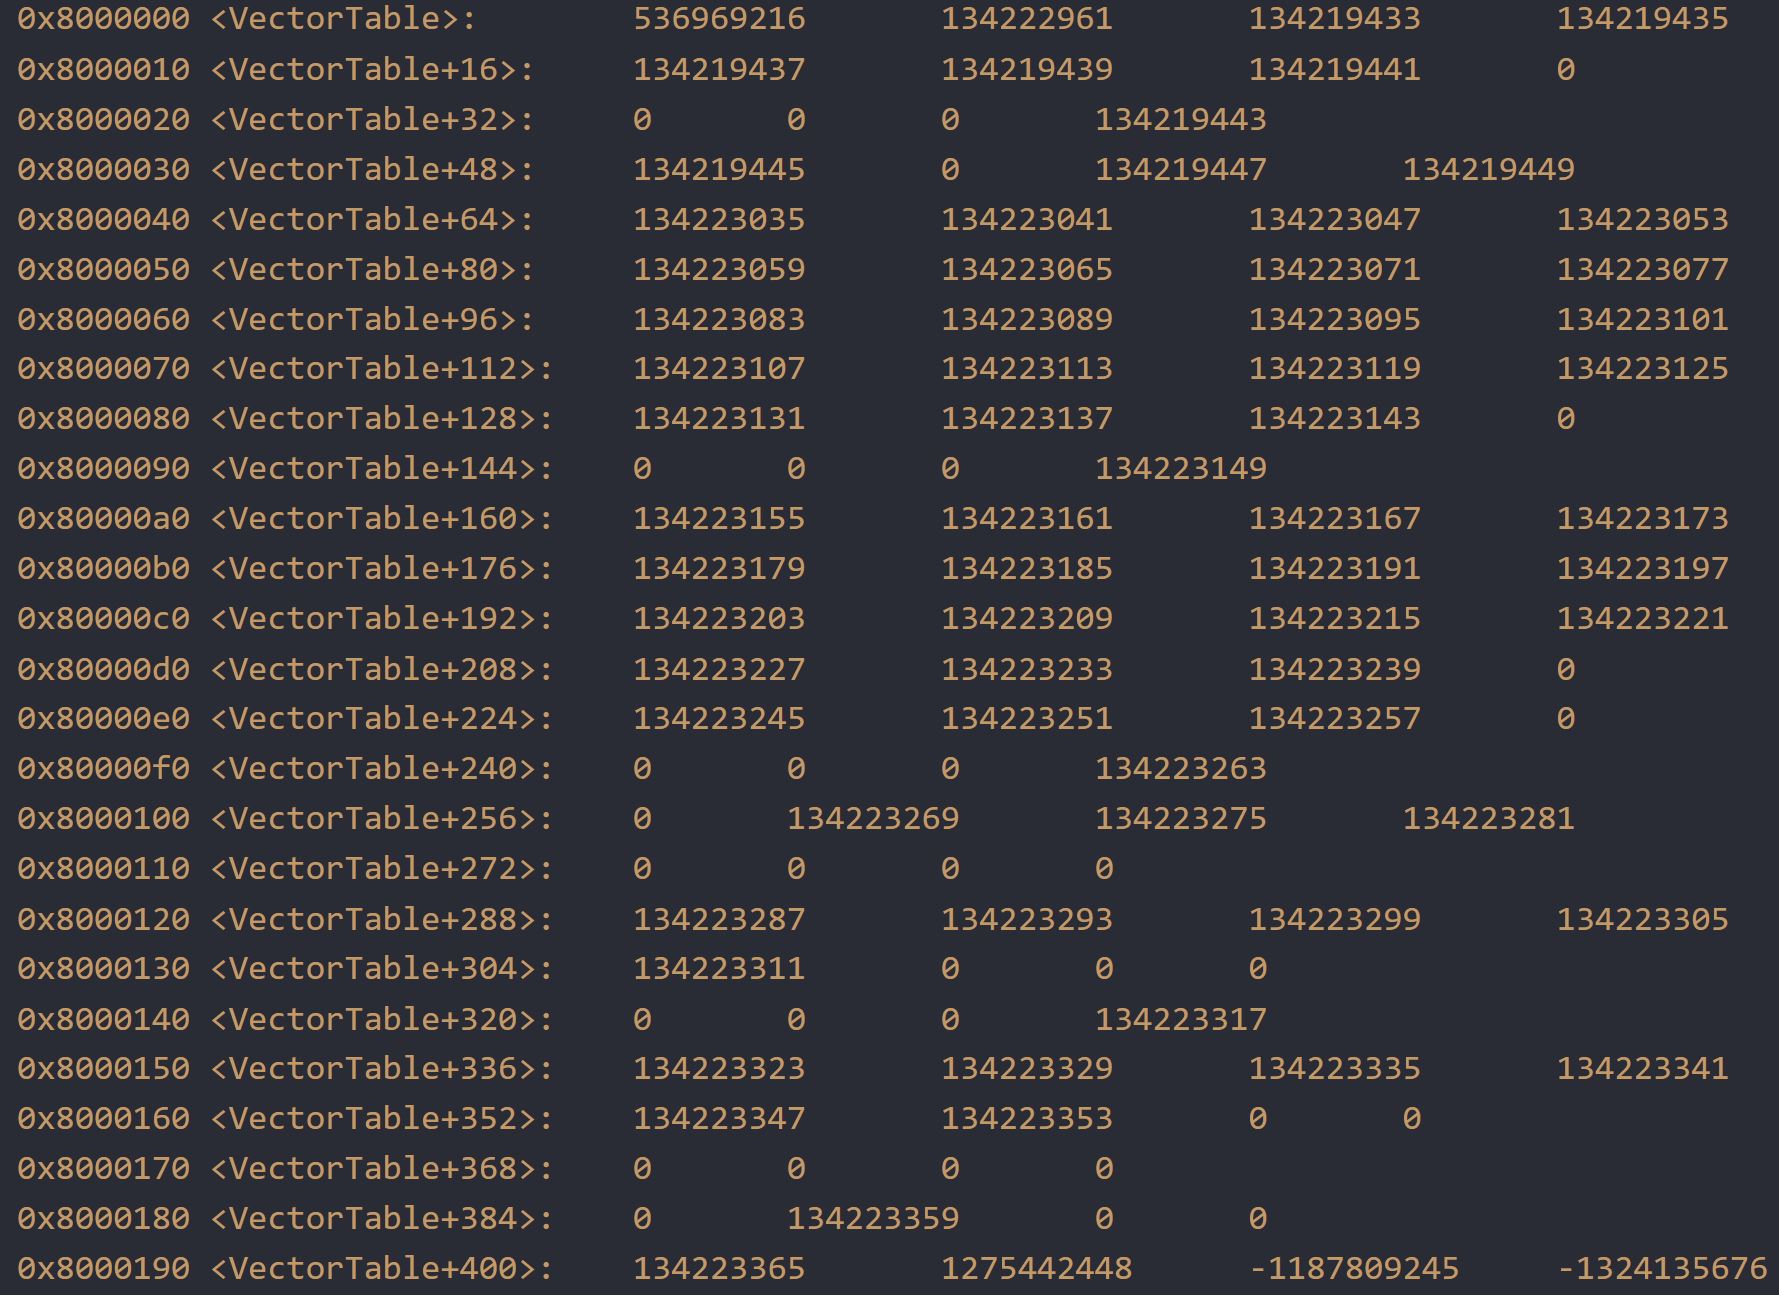 0x8000000 <VectorTable>: 536969216 134222961 134219433 134219435
0x8000010 <VectorTable+16>: 134219437 134219439 134219441 0
0x8000020 <VectorTable+32>: 0 0 0 134219443
0x8000030 <VectorTable+48>: 134219445 0 134219447 134219449
0x8000040 <VectorTable+64>: 134223035 134223041 134223047 134223053
0x8000050 <VectorTable+80>: 134223059 134223065 134223071 134223077
0x8000060 <VectorTable+96>: 134223083 134223089 134223095 134223101
0x8000070 <VectorTable+112>: 134223107 134223113 134223119 134223125
0x8000080 <VectorTable+128>: 134223131 134223137 134223143 0
0x8000090 <VectorTable+144>: 0 0 0 134223149
0x80000a0 <VectorTable+160>: 134223155 134223161 134223167 134223173
0x80000b0 <VectorTable+176>: 134223179 134223185 134223191 134223197
0x80000c0 <VectorTable+192>: 134223203 134223209 134223215 134223221
0x80000d0 <VectorTable+208>: 134223227 134223233 134223239 0
0x80000e0 <VectorTable+224>: 134223245 134223251 134223257 0
0x80000f0 <VectorTable+240>: 0 0 0 134223263
0x8000100 <VectorTable+256>: 0 134223269 134223275 134223281
0x8000110 <VectorTable+272>: 0 0 0 0
0x8000120 <VectorTable+288>: 134223287 134223293 134223299 134223305
0x8000130 <VectorTable+304>: 134223311 0 0 0
0x8000140 <VectorTable+320>: 0 0 0 134223317
0x8000150 <VectorTable+336>: 134223323 134223329 134223335 134223341
0x8000160 <VectorTable+352>: 134223347 134223353 0 0
0x8000170 <VectorTable+368>: 0 0 0 0
0x8000180 <VectorTable+384>: 0 134223359 0 0
0x8000190 <VectorTable+400>: 134223365 1275442448 -1187809245 -1324135676